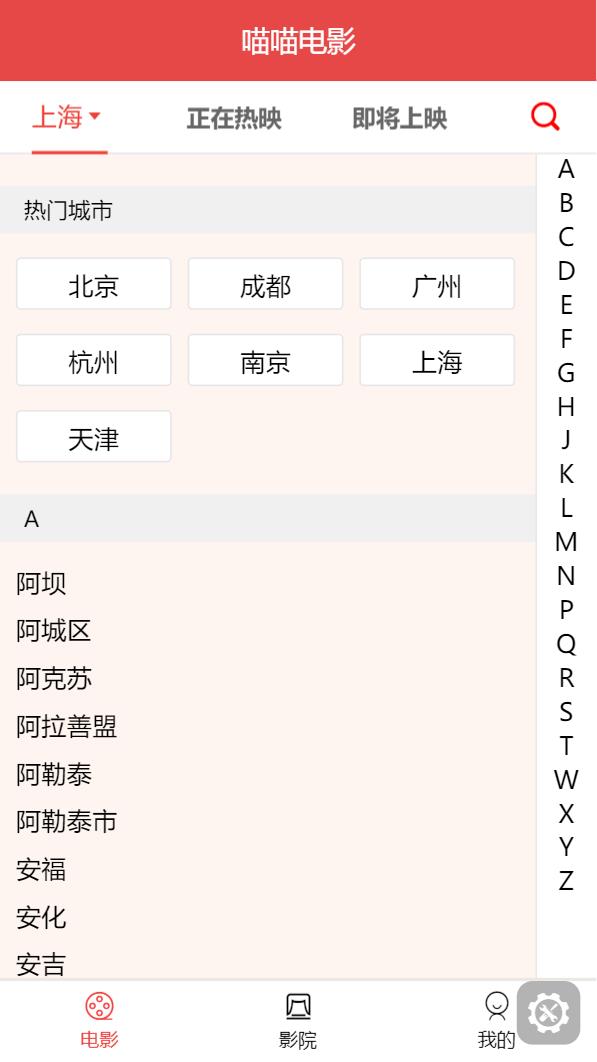 喵喵电影
上海 正在热映 即将上映
热门城市
北京 成都 广州
杭州 南京 上海
天津
A
阿坝
阿城区
阿克苏
阿拉善盟
阿勒泰
阿勒泰市
安福
安化
安吉
A
B
C
D
E
F
G
H
J
K
L
M
N
P
Q
R
S
T
W
X
Y
Z
电影 影院 我的